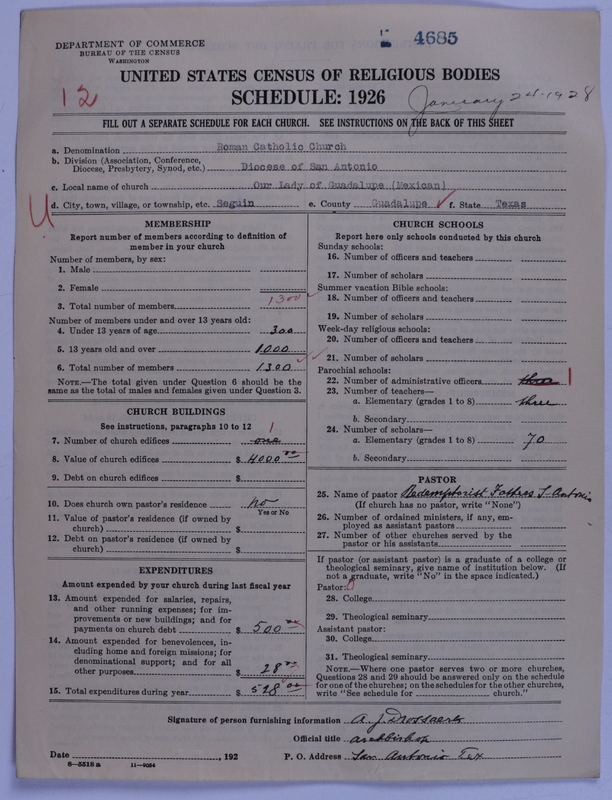 4685
DEPARTMENT OF COMMERCE
BUREAU OF THE CENSUS
WASHINGTON
UNITED STATES CENSUS OF RELIGIOUS BODIES
12
SCHEDULE: 1926
January 24-1928
FILL OUT A SEPARATE SCHEDULE FOR EACH CHURCH. SEE INSTRUCTIONS ON THE BACK OF THIS SHEET
a. Denomination Roman Catholic Church
b. Division (Association, Conference, Diocese, Presbytery, Synod, etc.) Diocese of San Antonio
c. Local name of church Our Lady of Guadalupe (Mexican)
U
d. City, town, village, or township, etc. Seguin e. County Guadalupe f. State Texas
MEMBERSHIP
Report number of members according to definition of
member in your church
Number of members, by sex:
1. Male
2. Female
3. Total number of members 1300
Number of members under and over 13 years old:
4. Under 13 years of age 300
5. 13 years old and over 1000
6. Total number of members 1300
NOTE.—The total given under Question 6 should be the
same as the total of males and females given under Question 3.
CHURCH BUILDINGS
See instructions, paragraphs 10 to 12
7. Number of church edifices one 1
8. Value of church edifices $ 4000 00
9. Debt on church edifices $
10. Does church own pastor's residence no
Yes or No
11. Value of pastor's residence (if owned by
church) $
12. Debt on pastor's residence (if owned by
church) $
EXPENDITURES
Amount expended by your church during last fiscal year
13. Amount expended for salaries, repairs,
and other running expenses; for im-
provements or new buildings; and for
payments on church debt $ 500
14. Amount expended for benevolences, in-
cluding home and foreign missions; for
denominational support; and for all
other purposes $ 28
15. Total expenditures during year $ 528 00
CHURCH SCHOOLS
Report here only schools conducted by this church
Sunday schools:
16. Number of officers and teachers
17. Number of scholars
Summer vacation Bible schools:
18. Number of officers and teachers
19. Number of scholars
Week-day religious schools:
20. Number of officers and teachers
21. Number of scholars
Parochial schools:
22. Number of administrative officers three 1
23. Number of teachers—
a. Elementary (grades 1 to 8) three
b. Secondary
24. Number of scholars—
a. Elementary (grades 1 to 8) 70
b. Secondary
PASTOR
25. Name of pastor Redemptorist Fathers S. Antonio
(If church has no pastor, write "None")
26. Number of ordained ministers, if any, em-
ployed as assistant pastors
27. Number of other churches served by the
pastor or his assistants
If pastor (or assistant pastor) is a graduate of a college or
theological seminary, give name of institution below. (If
not a graduate, write "No" in the space indicated.)
Pastor: 0
28. College
29. Theological seminary
Assistant pastor:
30. College
31. Theological seminary
NOTE.—Where one pastor serves two or more churches,
Questions 28 and 29 should be answered only on the schedule
for one of the churches; on the schedules for the other churches,
write "See schedule for church."
Signature of person furnishing information A. J. Drossaerts
Official title archbishop
Date , 192 P. O. Address San Antonio Tex
8-5518 a 11-9064